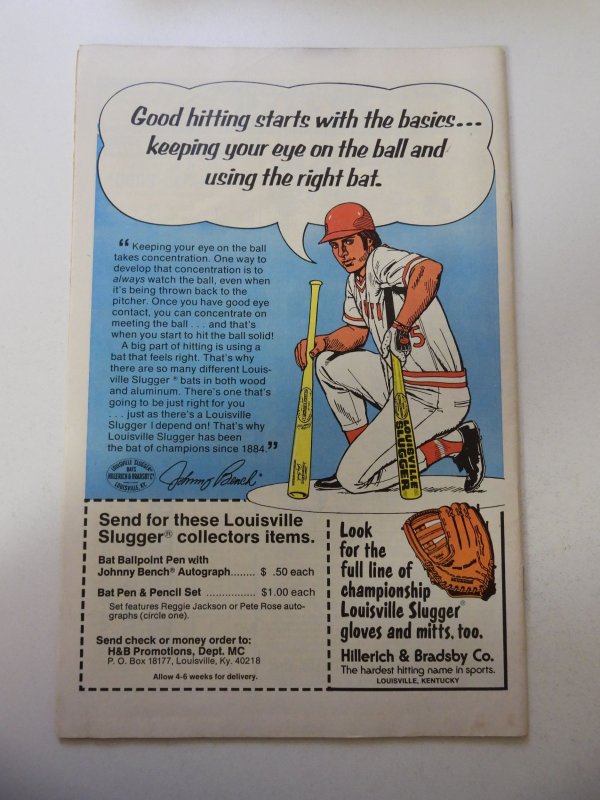 Good hitting starts with the basics...
keeping your eye on the ball and
using the right bat.
“ Keeping your eye on the ball
takes concentration. One way to
develop that concentration is to
always watch the ball, even when
it's being thrown back to the
pitcher. Once you have good eye
contact, you can concentrate on
meeting the ball . . . and that's
when you start to hit the ball solid!
A big part of hitting is using a
bat that feels right. That's why
there are so many different Louis-
ville Slugger ® bats in both wood
and aluminum. There's one that's
going to be just right for you
. . . just as there's a Louisville
Slugger I depend on! That's why
Louisville Slugger has been
the bat of champions since 1884.”
LOUISVILLE SLUGGER
BATS
HILLERICH & BRADSBY Co
LOUISVILLE, KY.
Johnny Bench
5
LOUISVILLE
SLUGGER
Send for these Louisville
Slugger® collectors items.
Bat Ballpoint Pen with
Johnny Bench® Autograph....... $ .50 each
Bat Pen & Pencil Set ................ $1.00 each
Set features Reggie Jackson or Pete Rose auto-
graphs (circle one).
Send check or money order to:
H&B Promotions, Dept. MC
P. O. Box 18177, Louisville, Ky. 40218
Allow 4-6 weeks for delivery.
Look
for the
full line of
championship
Louisville Slugger®
gloves and mitts, too.
Hillerich & Bradsby Co.
The hardest hitting name in sports.
LOUISVILLE, KENTUCKY